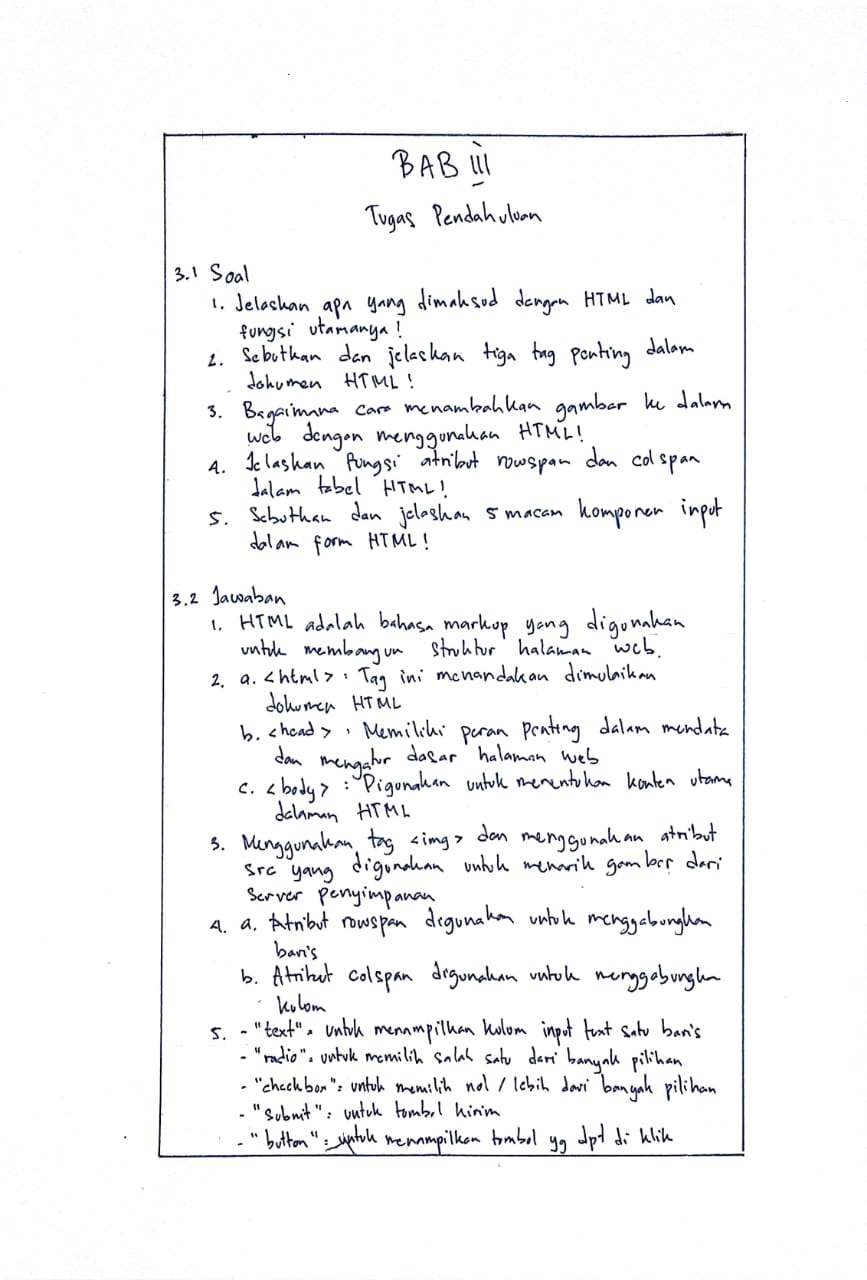 BAB III
Tugas Pendahuluan
3.1 Soal
1. Jelaskan apa yang dimaksud dengan HTML dan
fungsi utamanya!
2. Sebutkan dan jelaskan tiga tag penting dalam
dokumen HTML!
3. Bagaimana cara menambahkan gambar ke dalam
web dengan menggunakan HTML!
4. Jelaskan fungsi atribut rowspan dan colspan
dalam tabel HTML!
5. Sebutkan dan jelaskan 5 macam komponen input
dalam form HTML!
3.2 Jawaban
1. HTML adalah bahasa markup yang digunakan
untuk membangun struktur halaman web.
2. a. <html> : Tag ini menandakan dimulaikan
dokumen HTML
b. <head> : Memiliki peran penting dalam mendata
dan mengatur dasar halaman web
c. <body> : Digunakan untuk menentukan konten utama
dalaman HTML
3. Menggunakan tag <img> dan menggunakan atribut
src yang digunakan untuk menarik gambar dari
server penyimpanan
4. a. Atribut rowspan digunakan untuk menggabungkan
baris
b. Atribut colspan digunakan untuk menggabungka
kolom
5. - "text" : untuk menampilkan kolom input text satu baris
- "radio" : untuk memilih salah satu dari banyak pilihan
- "checkbox" : untuk memilih nol / lebih dari banyak pilihan
- "submit" : untuk tombol kirim
- "button" : untuk menampilkan tombol yg dpt di klik